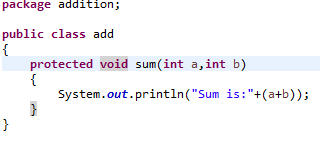 package addition;
public class add
{
    protected void sum(int a,int b)
    {
        System.out.println("Sum is:"+(a+b));
    }
}